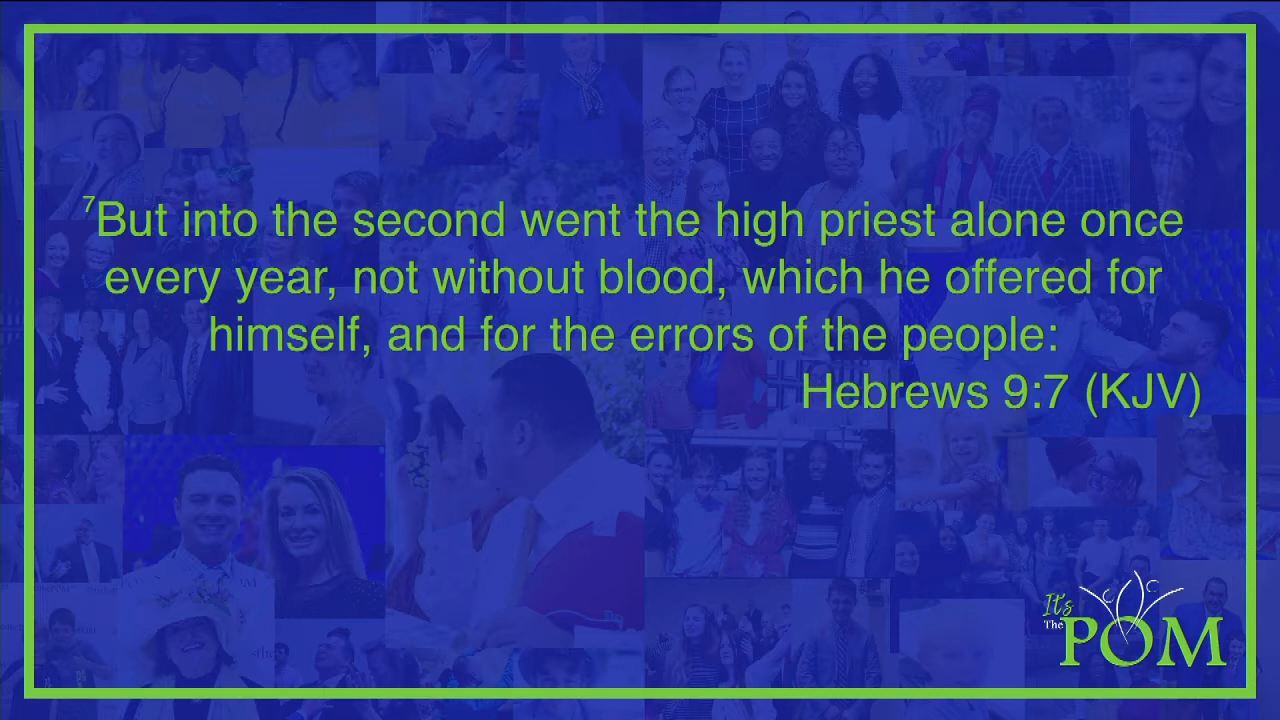 7But into the second went the high priest alone once
every year, not without blood, which he offered for
himself, and for the errors of the people:
Hebrews 9:7 (KJV)
It's
The POM